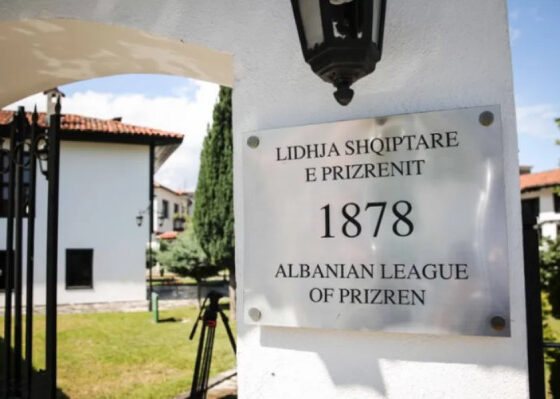 LIDHJA SHQIPTARE
E PRIZRENIT
1878
ALBANIAN LEAGUE
OF PRIZREN